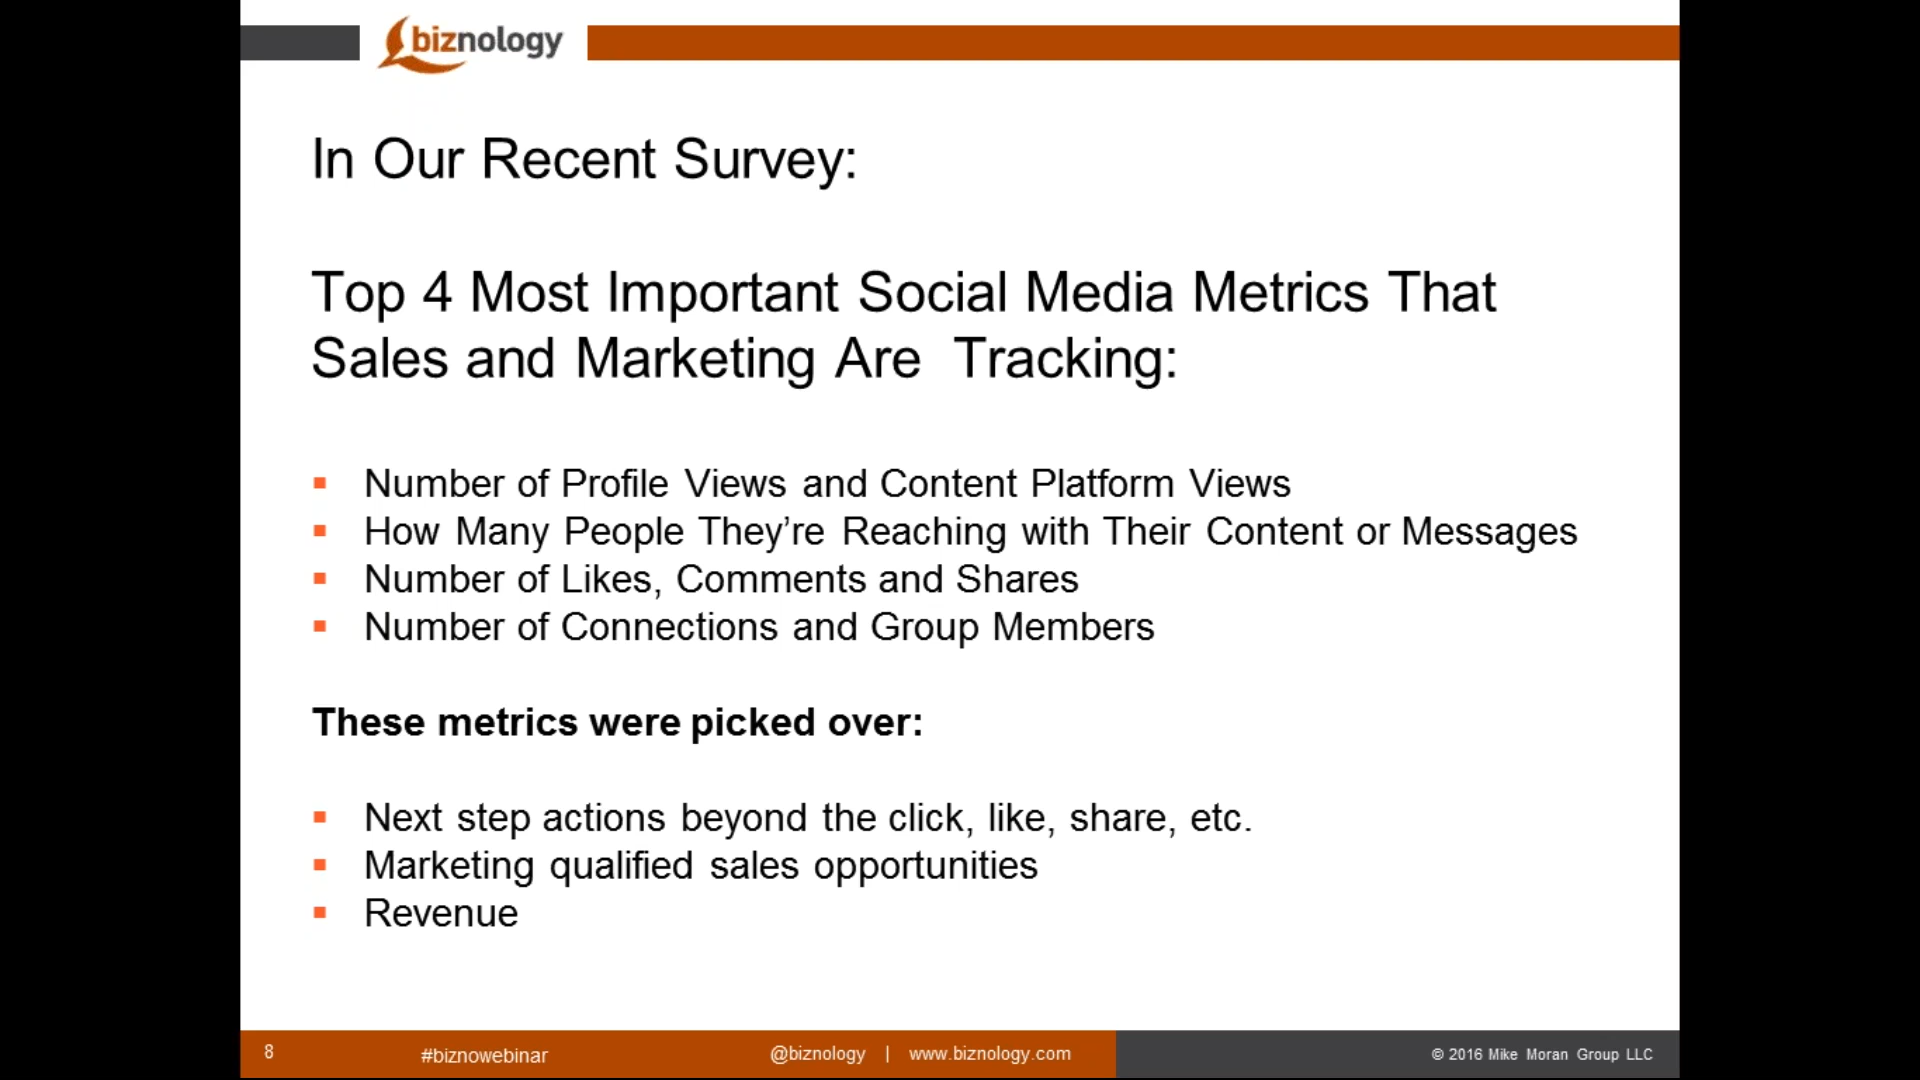 biznology
In Our Recent Survey:
Top 4 Most Important Social Media Metrics That
Sales and Marketing Are Tracking:
▪ Number of Profile Views and Content Platform Views
▪ How Many People They’re Reaching with Their Content or Messages
▪ Number of Likes, Comments and Shares
▪ Number of Connections and Group Members
These metrics were picked over:
▪ Next step actions beyond the click, like, share, etc.
▪ Marketing qualified sales opportunities
▪ Revenue
8 #biznowebinar @biznology | www.biznology.com © 2016 Mike Moran Group LLC